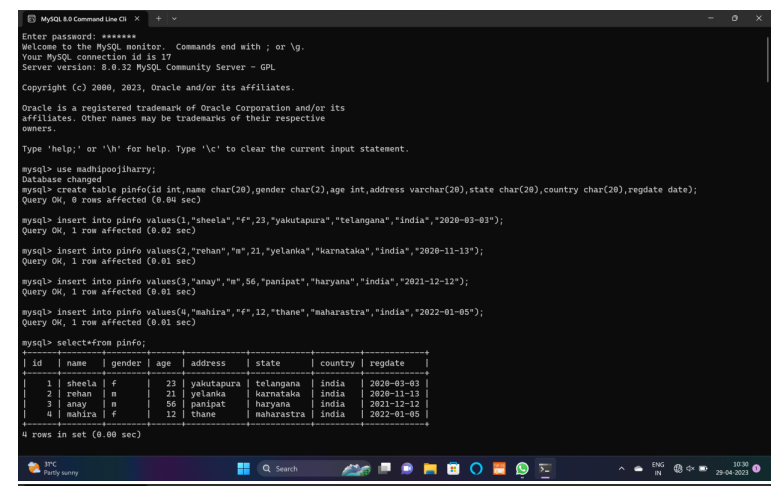 MySQL 8.0 Command Line Cli
Enter password: *******
Welcome to the MySQL monitor.  Commands end with ; or \g.
Your MySQL connection id is 17
Server version: 8.0.32 MySQL Community Server - GPL
Copyright (c) 2000, 2023, Oracle and/or its affiliates.
Oracle is a registered trademark of Oracle Corporation and/or its
affiliates. Other names may be trademarks of their respective
owners.
Type 'help;' or '\h' for help. Type '\c' to clear the current input statement.
mysql> use madhipoojiharry;
Database changed
mysql> create table pinfo(id int,name char(20),gender char(2),age int,address varchar(20),state char(20),country char(20),regdate date);
Query OK, 0 rows affected (0.04 sec)
mysql> insert into pinfo values(1,"sheela","f",23,"yakutapura","telangana","india","2020-03-03");
Query OK, 1 row affected (0.02 sec)
mysql> insert into pinfo values(2,"rehan","m",21,"yelanka","karnataka","india","2020-11-13");
Query OK, 1 row affected (0.01 sec)
mysql> insert into pinfo values(3,"anay","m",56,"panipat","haryana","india","2021-12-12");
Query OK, 1 row affected (0.01 sec)
mysql> insert into pinfo values(4,"mahira","f",12,"thane","maharastra","india","2022-01-05");
Query OK, 1 row affected (0.01 sec)
mysql> select*from pinfo;
| id | name | gender | age | address | state | country | regdate |
| 1 | sheela | f | 23 | yakutapura | telangana | india | 2020-03-03 |
| 2 | rehan | m | 21 | yelanka | karnataka | india | 2020-11-13 |
| 3 | anay | m | 56 | panipat | haryana | india | 2021-12-12 |
| 4 | mahira | f | 12 | thane | maharastra | india | 2022-01-05 |
4 rows in set (0.00 sec)
31°C
Partly sunny
Search
ENG
IN
10:30
29-04-2023